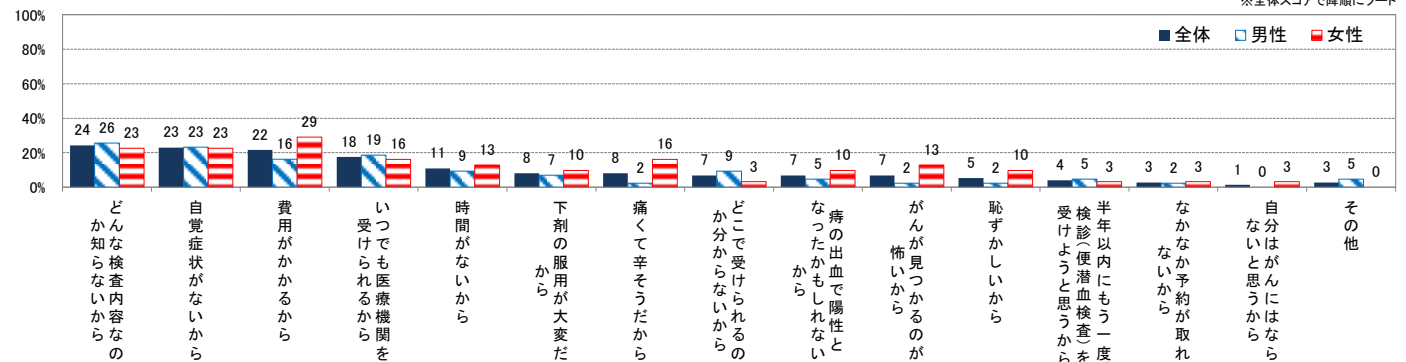 ※全体スコアで降順にソート
100%
80%
60%
40%
20%
0%
全体 男性 女性
24 26 23
23 23 23
22 16 29
18 19 16
11 9 13
8 7 10
8 2 16
7 9 3
7 5 10
7 2 13
5 2 10
4 5 3
3 2 3
1 0 3
3 5 0
どんな検査内容なの
か知らないから
自覚症状がないから
費用がかかるから
いつでも医療機関を
受けられるから
時間がないから
下剤の服用が大変だ
から
痛くて辛そうだから
どこで受けられるの
か分からないから
痔の出血で陽性と
なったかもしれない
から
がんが見つかるのが
怖いから
恥ずかしいから
半年以内にもう一度
検診（便潜血検査）を
受けようと思うから
なかなか予約が取れ
ないから
自分はがんにはなら
ないと思うから
その他